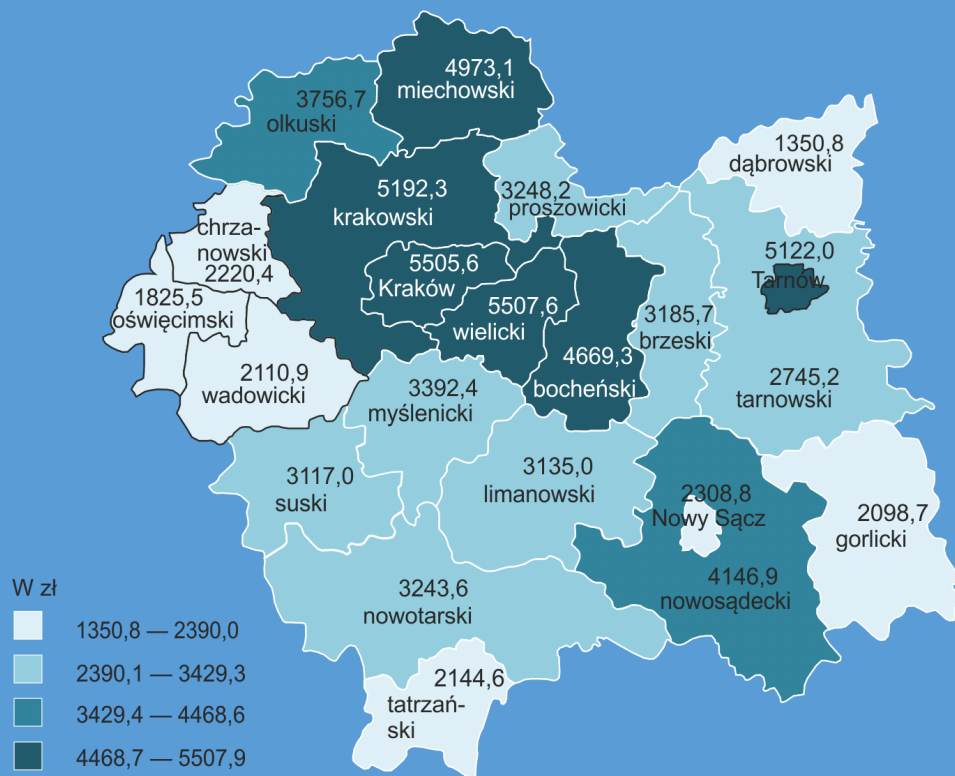 4973,1
miechowski
3756,7
olkuski
1350,8
dąbrowski
5192,3
krakowski
3248,2
proszowicki
chrza-
nowski
2220,4
5122,0
Tarnów
5505,6
Kraków
1825,5
oświęcimski
5507,6
wielicki
3185,7
brzeski
4669,3
bocheński
2110,9
wadowicki
3392,4
myślenicki
2745,2
tarnowski
3117,0
suski
3135,0
limanowski
2308,8
Nowy Sącz
2098,7
gorlicki
3243,6
nowotarski
4146,9
nowosądecki
2144,6
tatrzań-
ski
W zł
1350,8 — 2390,0
2390,1 — 3429,3
3429,4 — 4468,6
4468,7 — 5507,9